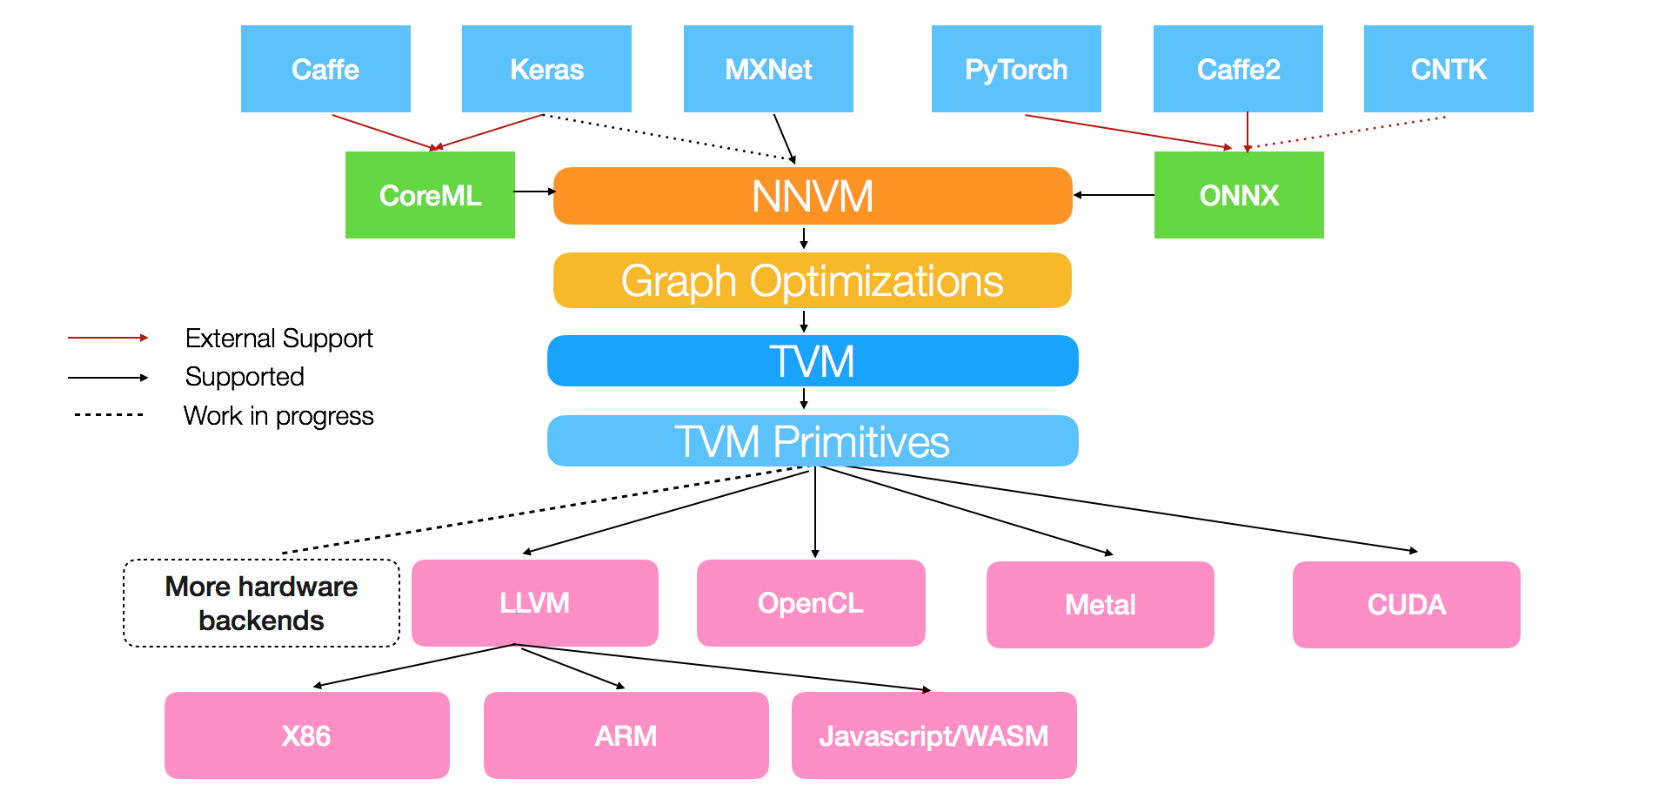 Caffe
Keras
MXNet
PyTorch
Caffe2
CNTK
CoreML
NNVM
ONNX
Graph Optimizations
TVM
TVM Primitives
External Support
Supported
Work in progress
More hardware
backends
LLVM
OpenCL
Metal
CUDA
X86
ARM
Javascript/WASM